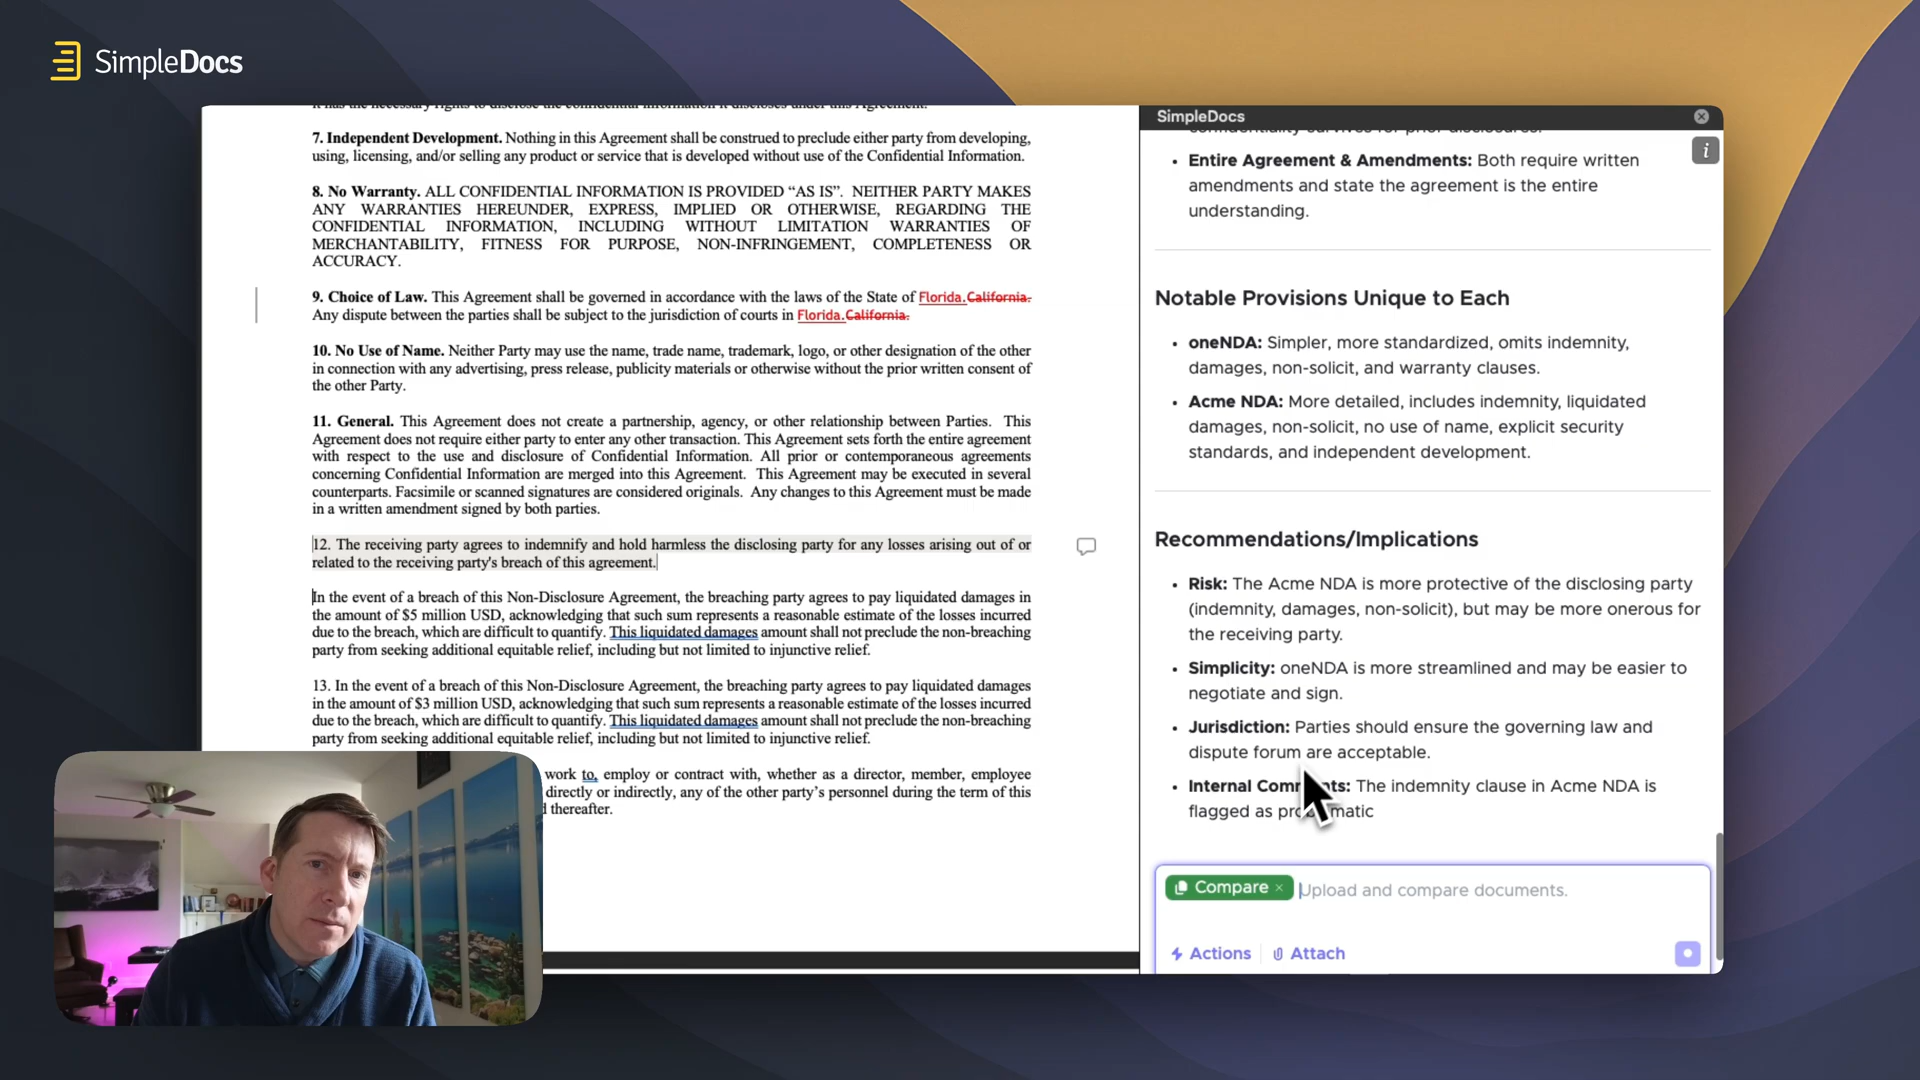 SimpleDocs
it has the necessary rights to disclose the confidential information it discloses under this Agreement.
7. Independent Development. Nothing in this Agreement shall be construed to preclude either party from developing,
using, licensing, and/or selling any product or service that is developed without use of the Confidential Information.
8. No Warranty. ALL CONFIDENTIAL INFORMATION IS PROVIDED “AS IS”. NEITHER PARTY MAKES
ANY WARRANTIES HEREUNDER, EXPRESS, IMPLIED OR OTHERWISE, REGARDING THE
CONFIDENTIAL INFORMATION, INCLUDING WITHOUT LIMITATION WARRANTIES OF
MERCHANTABILITY, FITNESS FOR PURPOSE, NON-INFRINGEMENT, COMPLETENESS OR
ACCURACY.
9. Choice of Law. This Agreement shall be governed in accordance with the laws of the State of Florida.California.
Any dispute between the parties shall be subject to the jurisdiction of courts in Florida.California.
10. No Use of Name. Neither Party may use the name, trade name, trademark, logo, or other designation of the other
in connection with any advertising, press release, publicity materials or otherwise without the prior written consent of
the other Party.
11. General. This Agreement does not create a partnership, agency, or other relationship between Parties. This
Agreement does not require either party to enter any other transaction. This Agreement sets forth the entire agreement
with respect to the use and disclosure of Confidential Information. All prior or contemporaneous agreements
concerning Confidential Information are merged into this Agreement. This Agreement may be executed in several
counterparts. Facsimile or scanned signatures are considered originals. Any changes to this Agreement must be made
in a written amendment signed by both parties.
12. The receiving party agrees to indemnify and hold harmless the disclosing party for any losses arising out of or
related to the receiving party's breach of this agreement.
In the event of a breach of this Non-Disclosure Agreement, the breaching party agrees to pay liquidated damages in
the amount of $5 million USD, acknowledging that such sum represents a reasonable estimate of the losses incurred
due to the breach, which are difficult to quantify. This liquidated damages amount shall not preclude the non-breaching
party from seeking additional equitable relief, including but not limited to injunctive relief.
13. In the event of a breach of this Non-Disclosure Agreement, the breaching party agrees to pay liquidated damages
in the amount of $3 million USD, acknowledging that such sum represents a reasonable estimate of the losses incurred
due to the breach, which are difficult to quantify. This liquidated damages amount shall not preclude the non-breaching
party from seeking additional equitable relief, including but not limited to injunctive relief.
work to, employ or contract with, whether as a director, member, employee
directly or indirectly, any of the other party’s personnel during the term of this
thereafter.
SimpleDocs
confidentiality survives for prior disclosures.
• Entire Agreement & Amendments: Both require written
amendments and state the agreement is the entire
understanding.
Notable Provisions Unique to Each
• oneNDA: Simpler, more standardized, omits indemnity,
damages, non-solicit, and warranty clauses.
• Acme NDA: More detailed, includes indemnity, liquidated
damages, non-solicit, no use of name, explicit security
standards, and independent development.
Recommendations/Implications
• Risk: The Acme NDA is more protective of the disclosing party
(indemnity, damages, non-solicit), but may be more onerous for
the receiving party.
• Simplicity: oneNDA is more streamlined and may be easier to
negotiate and sign.
• Jurisdiction: Parties should ensure the governing law and
dispute forum are acceptable.
• Internal Comments: The indemnity clause in Acme NDA is
flagged as problematic
Compare × Upload and compare documents.
Actions Attach